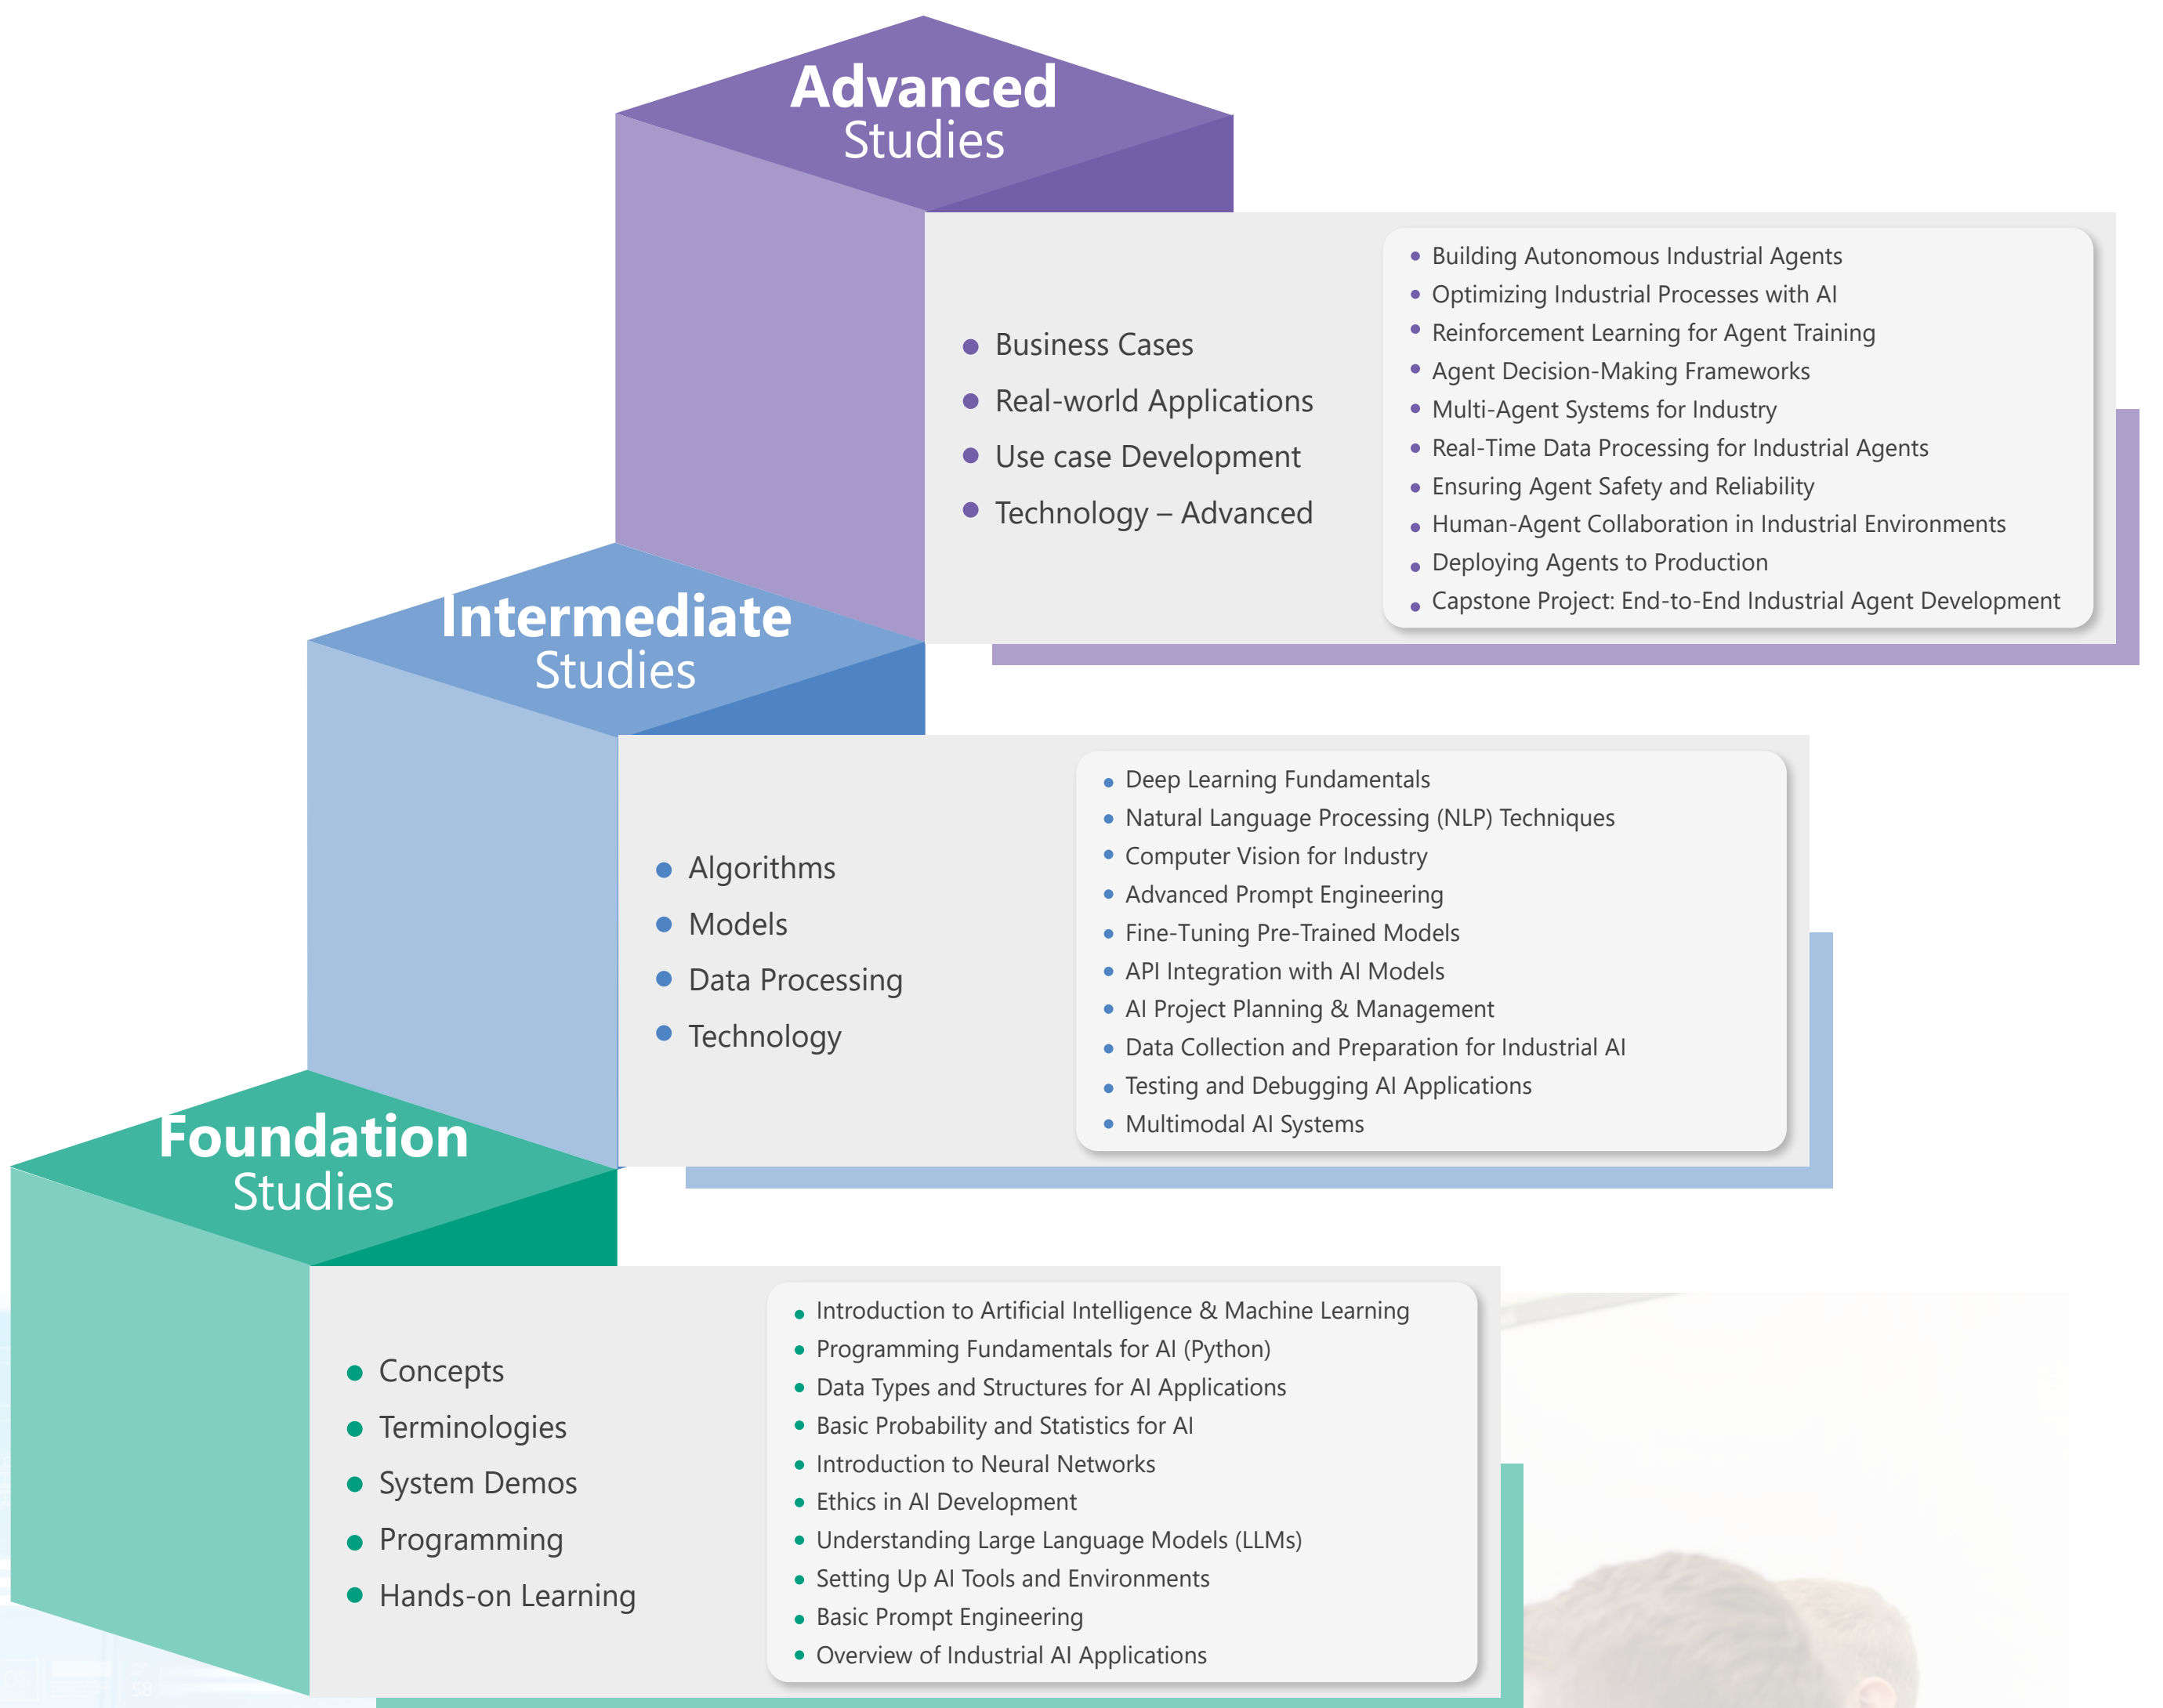 Advanced
Studies
• Business Cases
• Real-world Applications
• Use case Development
• Technology – Advanced
• Building Autonomous Industrial Agents
• Optimizing Industrial Processes with AI
• Reinforcement Learning for Agent Training
• Agent Decision-Making Frameworks
• Multi-Agent Systems for Industry
• Real-Time Data Processing for Industrial Agents
• Ensuring Agent Safety and Reliability
• Human-Agent Collaboration in Industrial Environments
• Deploying Agents to Production
• Capstone Project: End-to-End Industrial Agent Development
Intermediate
Studies
• Algorithms
• Models
• Data Processing
• Technology
• Deep Learning Fundamentals
• Natural Language Processing (NLP) Techniques
• Computer Vision for Industry
• Advanced Prompt Engineering
• Fine-Tuning Pre-Trained Models
• API Integration with AI Models
• AI Project Planning & Management
• Data Collection and Preparation for Industrial AI
• Testing and Debugging AI Applications
• Multimodal AI Systems
Foundation
Studies
• Concepts
• Terminologies
• System Demos
• Programming
• Hands-on Learning
• Introduction to Artificial Intelligence & Machine Learning
• Programming Fundamentals for AI (Python)
• Data Types and Structures for AI Applications
• Basic Probability and Statistics for AI
• Introduction to Neural Networks
• Ethics in AI Development
• Understanding Large Language Models (LLMs)
• Setting Up AI Tools and Environments
• Basic Prompt Engineering
• Overview of Industrial AI Applications